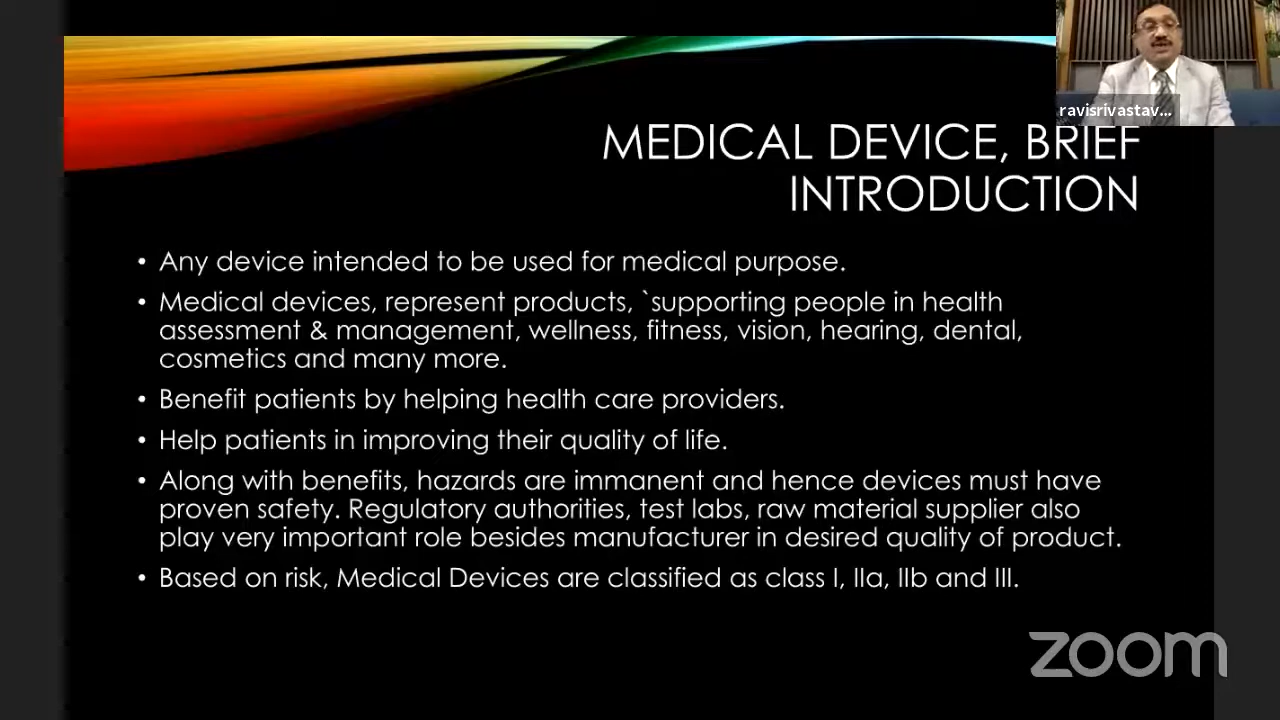 ravisrivastav...
MEDICAL DEVICE, BRIEF
INTRODUCTION
• Any device intended to be used for medical purpose.
• Medical devices, represent products, `supporting people in health
assessment & management, wellness, fitness, vision, hearing, dental,
cosmetics and many more.
• Benefit patients by helping health care providers.
• Help patients in improving their quality of life.
• Along with benefits, hazards are immanent and hence devices must have
proven safety. Regulatory authorities, test labs, raw material supplier also
play very important role besides manufacturer in desired quality of product.
• Based on risk, Medical Devices are classified as class I, IIa, IIb and III.
zoom